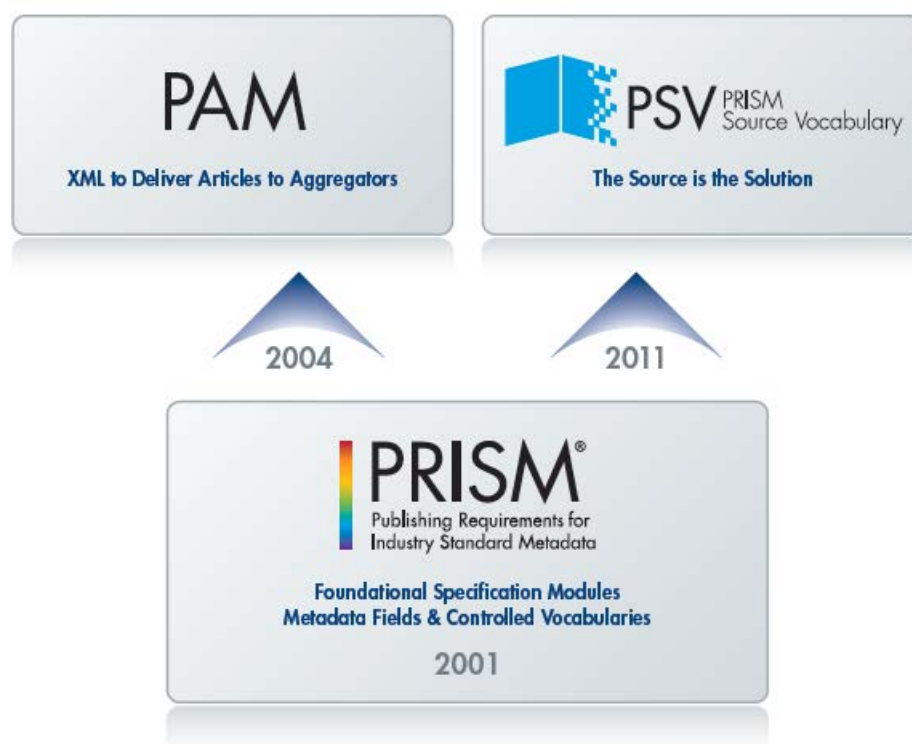 PAM
XML to Deliver Articles to Aggregators
PSV PRISM
Source Vocabulary
The Source is the Solution
2004
2011
PRISM®
Publishing Requirements for
Industry Standard Metadata
Foundational Specification Modules
Metadata Fields & Controlled Vocabularies
2001